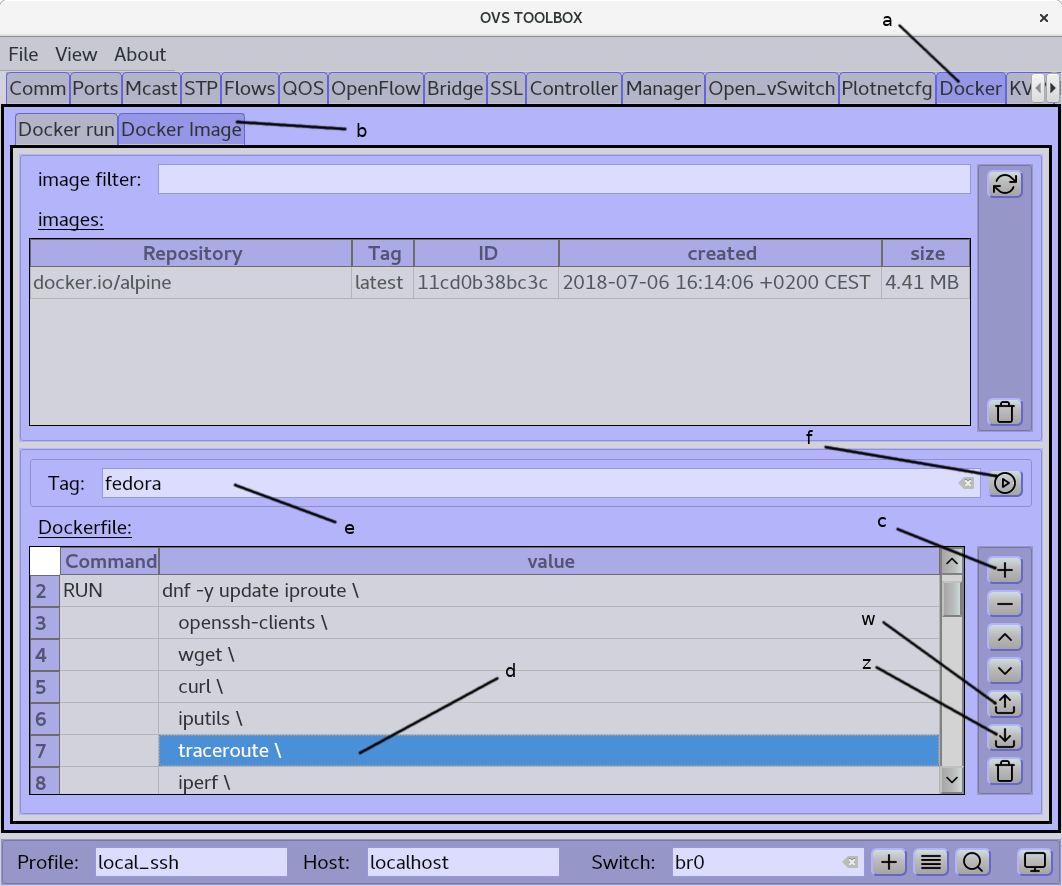 OVS TOOLBOX
a
File View About
Comm Ports Mcast STP Flows QOS OpenFlow Bridge SSL Controller Manager Open_vSwitch Plotnetcfg Docker KV
Docker run Docker Image b
image filter:
images:
Repository Tag ID created size
docker.io/alpine latest 11cd0b38bc3c 2018-07-06 16:14:06 +0200 CEST 4.41 MB
f
Tag: fedora
e
c
Dockerfile:
Command value
2 RUN dnf -y update iproute \
3 openssh-clients \
w
4 wget \
z
d
5 curl \
6 iputils \
7 traceroute \
8 iperf \
Profile: local_ssh Host: localhost Switch: br0